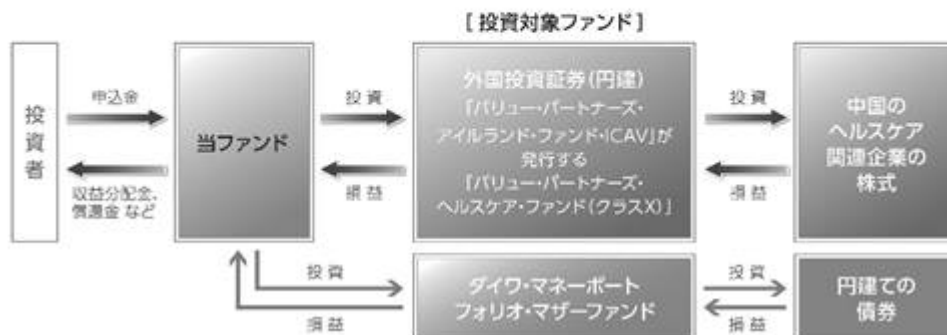 [ 投資対象ファンド ]
投資者
申込金
収益分配金、
償還金 など
当ファンド
投資
損益
外国投資証券(円建)
「バリュー・パートナーズ・
アイルランド・ファンド・ICAV」が
発行する
「バリュー・パートナーズ・
ヘルスケア・ファンド(クラスX)」
投資
損益
中国の
ヘルスケア
関連企業の
株式
投資
損益
ダイワ・マネーポート
フォリオ・マザーファンド
投資
損益
円建ての
債券